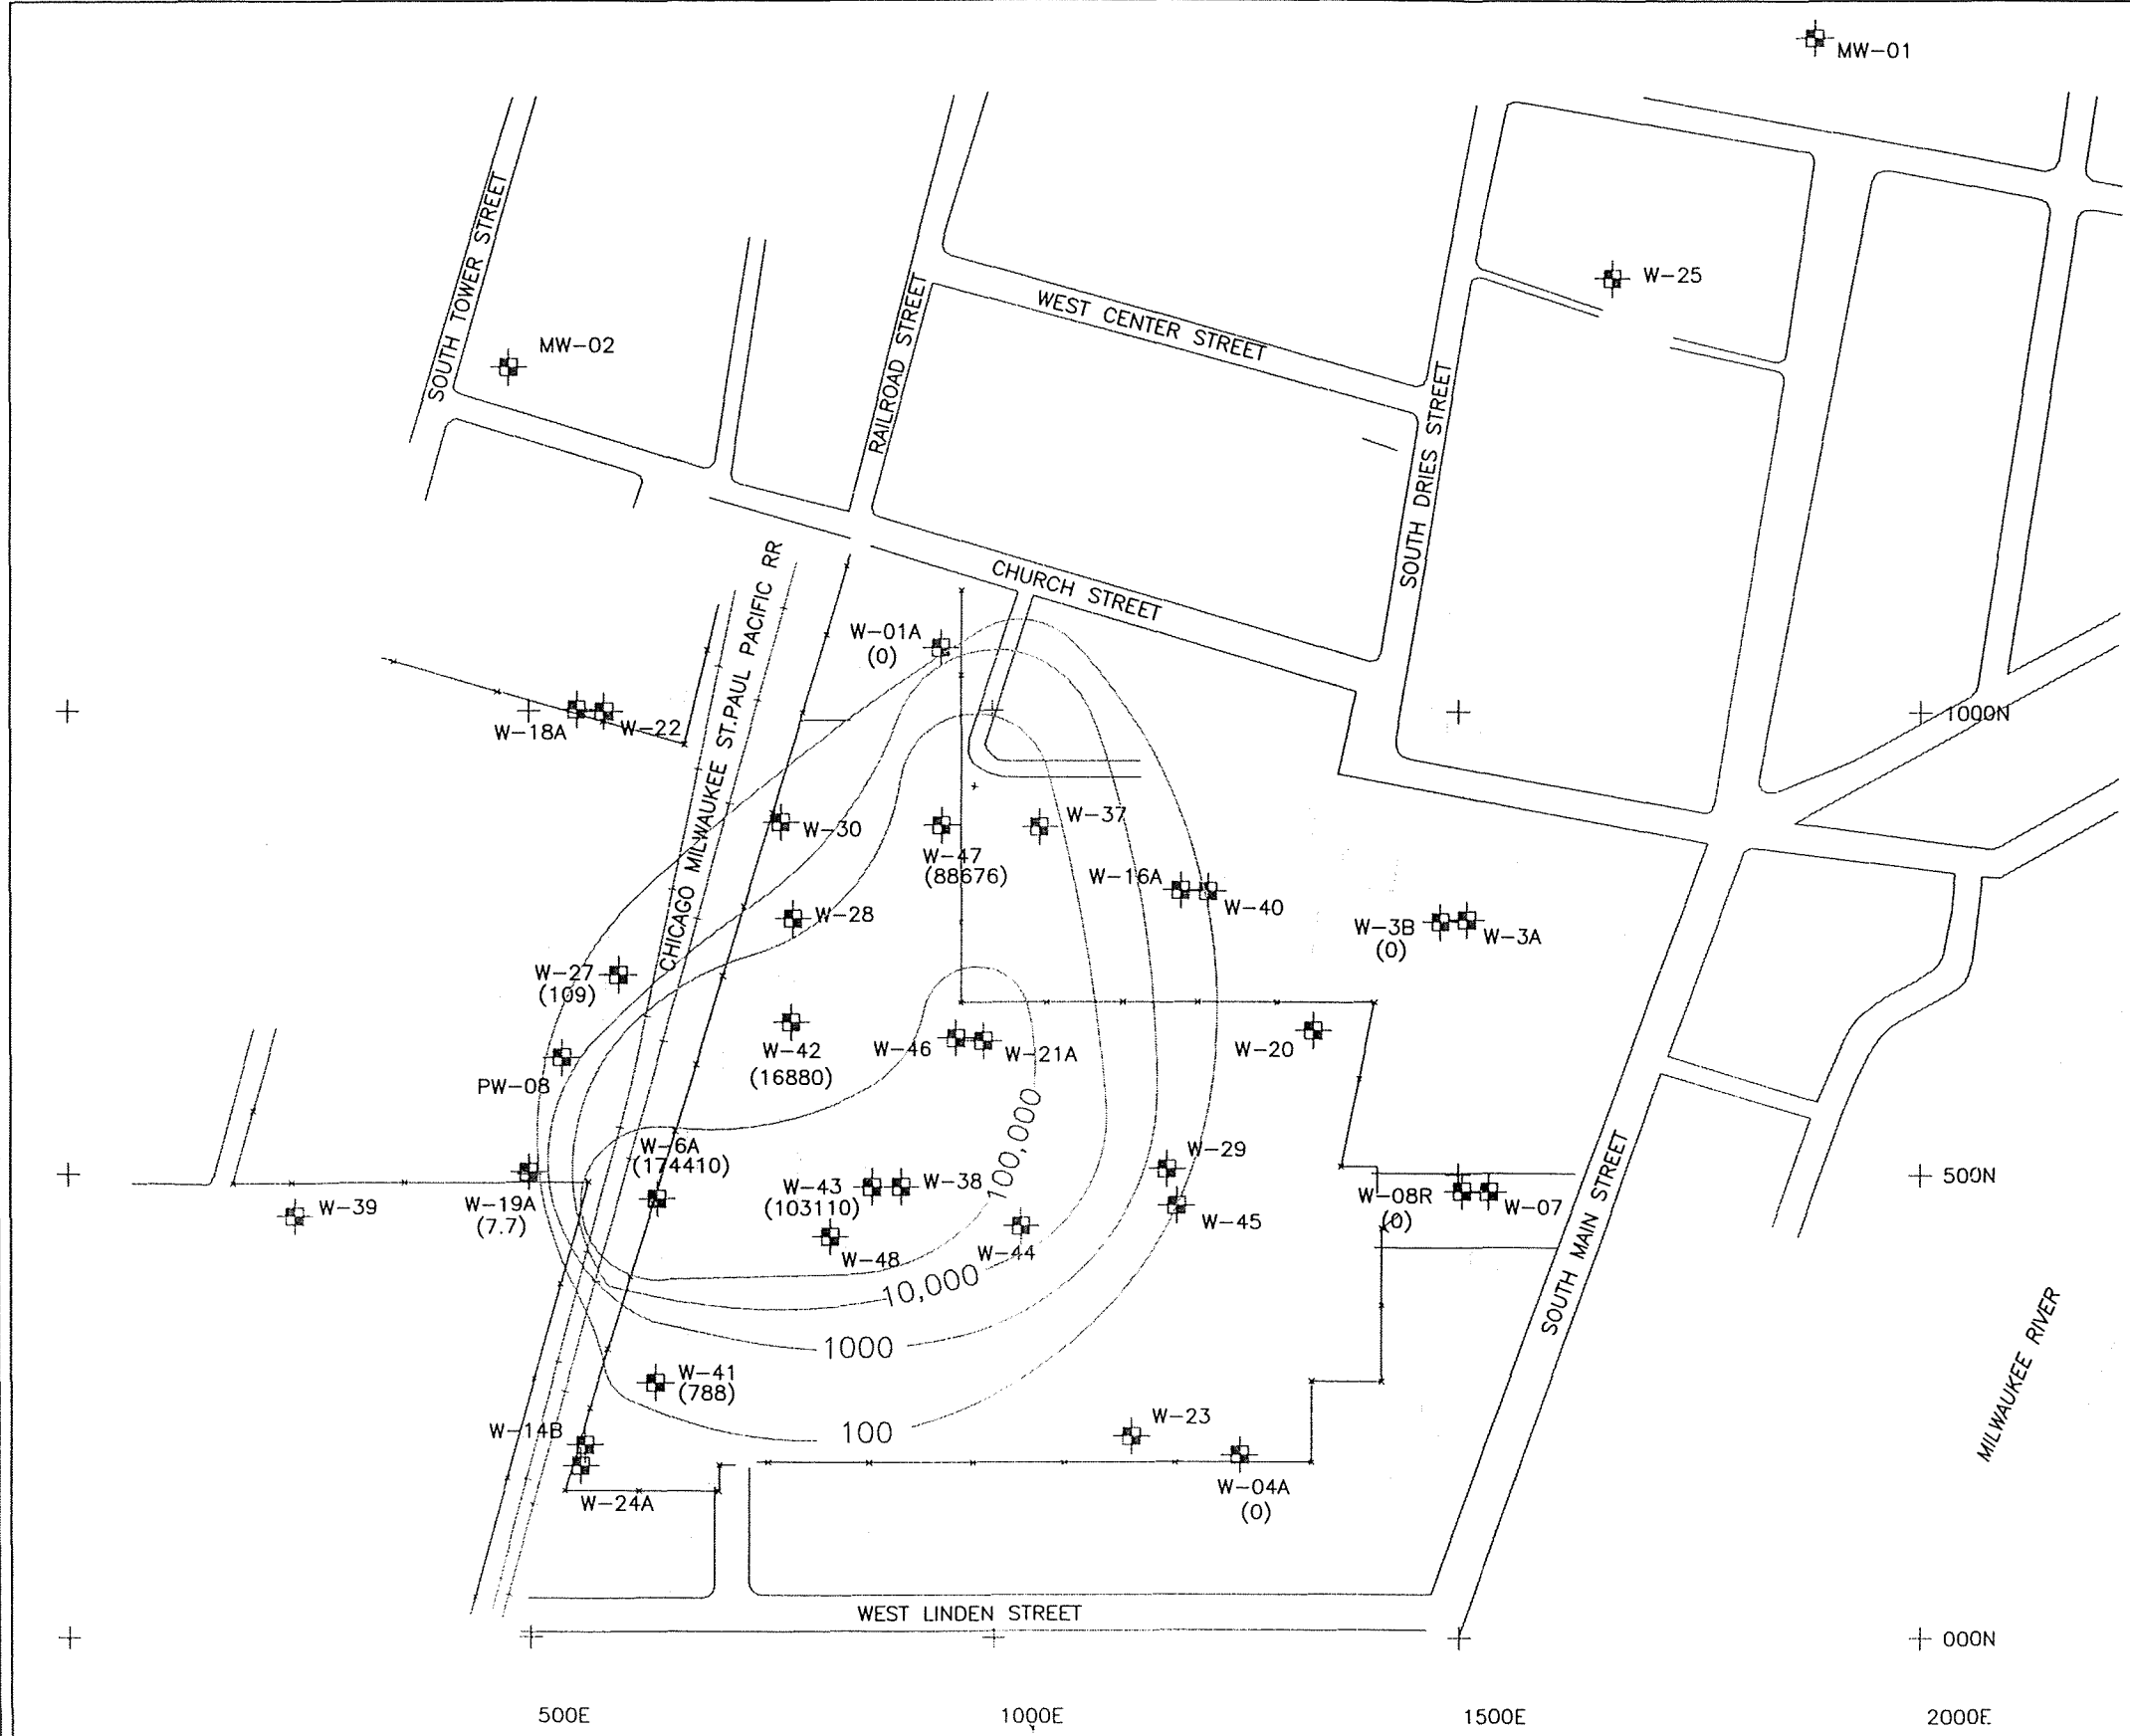 MW-01
SOUTH TOWER STREET
RAILROAD STREET
WEST CENTER STREET
W-25
MW-02
SOUTH DRIES STREET
CHICAGO MILWAUKEE ST.PAUL PACIFIC RR
CHURCH STREET
W-01A
(0)
W-18A
W-22
1000N
W-30
W-37
W-47
(88676)
W-16A
W-40
W-28
W-3B
(0)
W-3A
W-27
(109)
W-42
(16880)
W-46
W-21A
W-20
PW-08
100,000
W-6A
(174410)
W-29
500N
W-39
W-19A
(7.7)
W-43
(103110)
W-38
W-08R
(0)
W-07
W-45
W-48
W-44
SOUTH MAIN STREET
10,000
MILWAUKEE RIVER
1000
W-41
(788)
W-23
100
W-14B
W-24A
W-04A
(0)
WEST LINDEN STREET
000N
500E
1000E
1500E
2000E